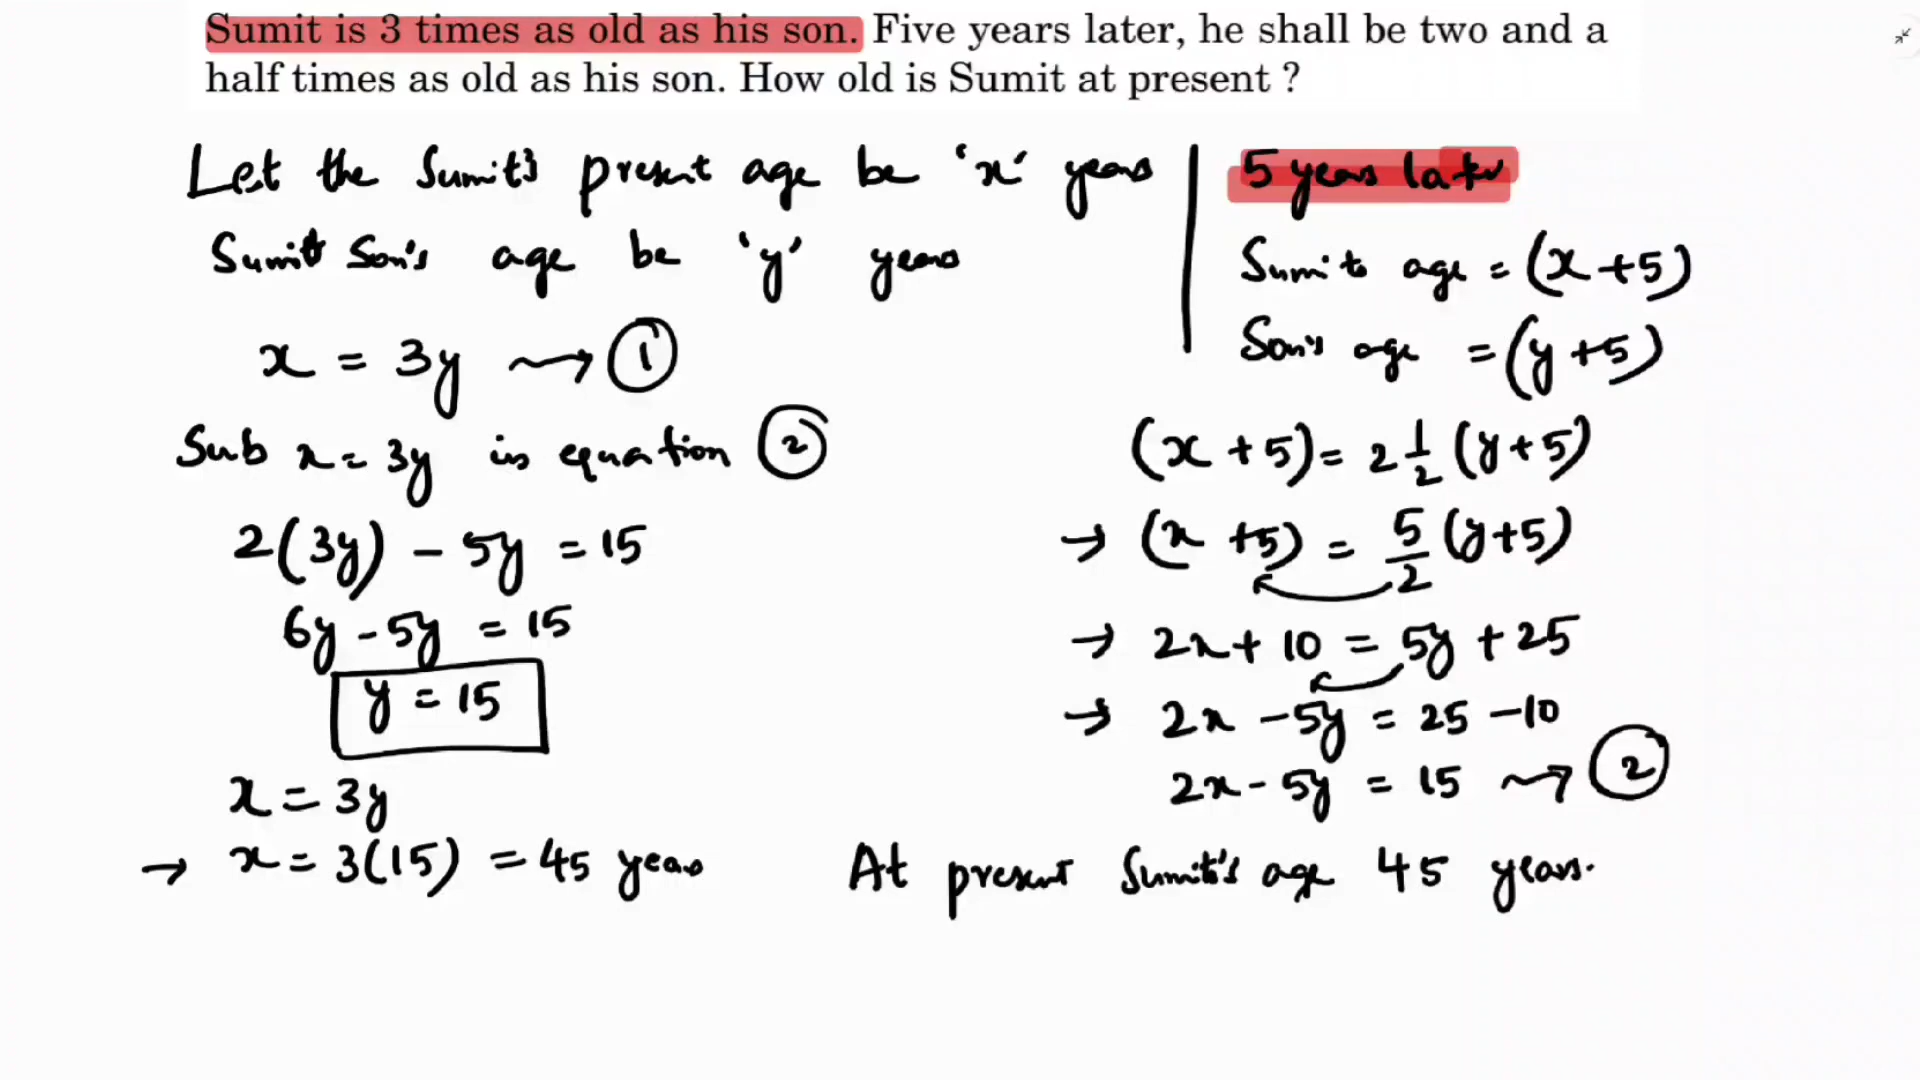 Sumit is 3 times as old as his son. Five years later, he shall be two and a
half times as old as his son. How old is Sumit at present ?
Let the Sumit's present age be 'x' years
Sumit Son's age be 'y' years
x = 3y → ①
Sub x = 3y in equation ②
2(3y) - 5y = 15
6y - 5y = 15
y = 15
x = 3y
→ x = 3(15) = 45 years
5 years later
Sumits age = (x + 5)
Son's age = (y + 5)
(x + 5) = 2 1/2 (y + 5)
→ (x + 5) = 5/2 (y + 5)
→ 2x + 10 = 5y + 25
→ 2x - 5y = 25 - 10
2x - 5y = 15 → ②
At present Sumit's age 45 years.